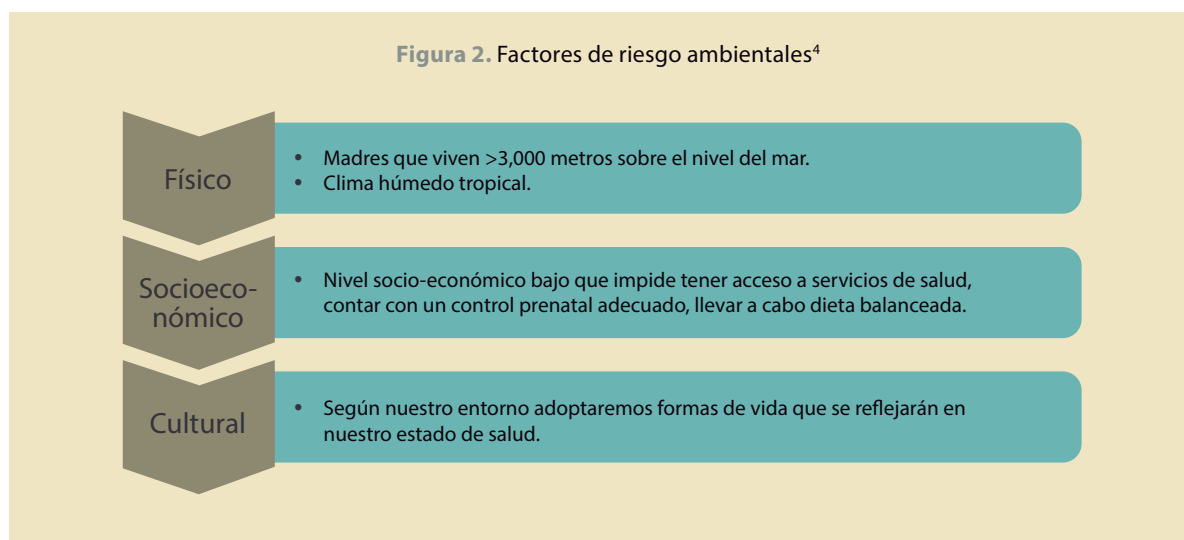 Figura 2. Factores de riesgo ambientales⁴
Físico
• Madres que viven >3,000 metros sobre el nivel del mar.
• Clima húmedo tropical.
Socioeco-
nómico
• Nivel socio-económico bajo que impide tener acceso a servicios de salud,
contar con un control prenatal adecuado, llevar a cabo dieta balanceada.
Cultural
• Según nuestro entorno adoptaremos formas de vida que se reflejarán en
nuestro estado de salud.